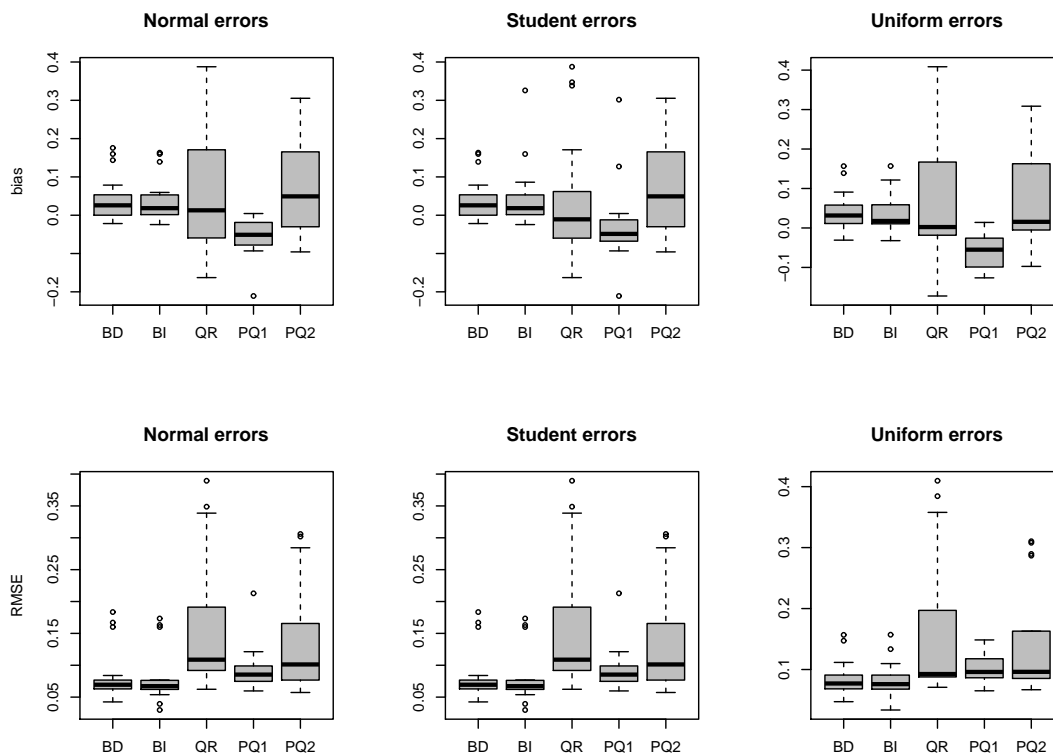 Normal errors
Student errors
Uniform errors
bias
0.4
0.3
0.2
0.1
0.0
−0.2
BD BI QR PQ1 PQ2
0.4
0.3
0.2
0.1
0.0
−0.2
BD BI QR PQ1 PQ2
0.4
0.3
0.2
0.1
0.0
−0.1
BD BI QR PQ1 PQ2
Normal errors
Student errors
Uniform errors
RMSE
0.35
0.25
0.15
0.05
BD BI QR PQ1 PQ2
0.35
0.25
0.15
0.05
BD BI QR PQ1 PQ2
0.4
0.3
0.2
0.1
BD BI QR PQ1 PQ2